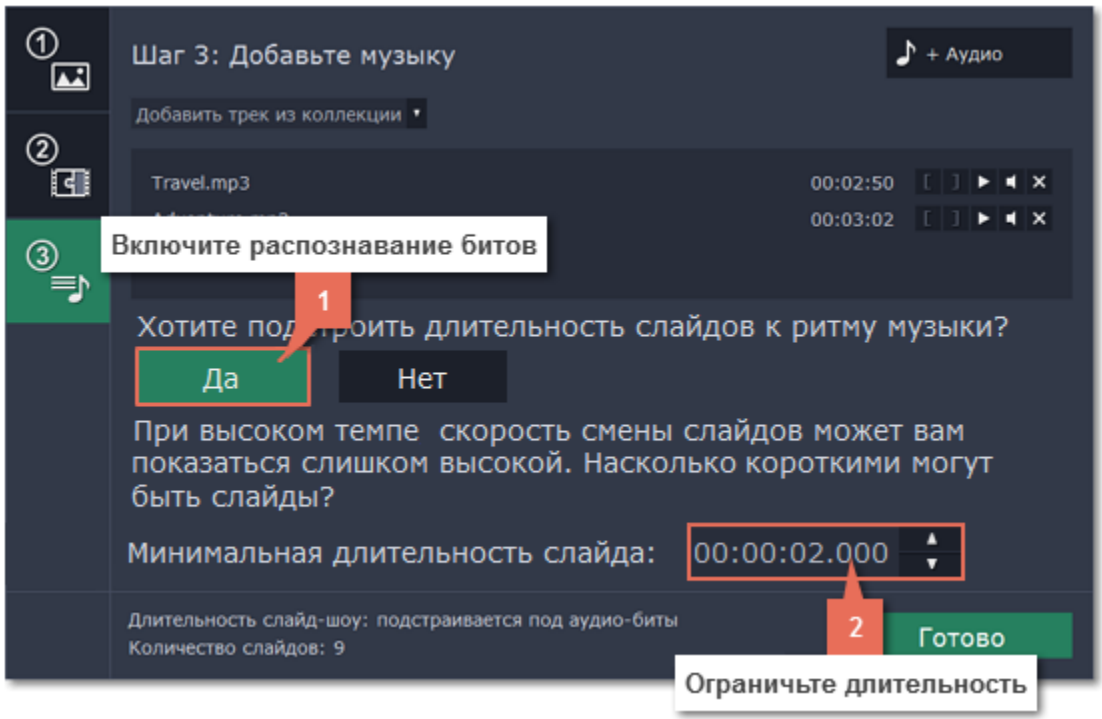 1
Шаг 3: Добавьте музыку
+ Аудио
Добавить трек из коллекции
2
Travel.mp3 00:02:50 [ ]
00:03:02 [ ]
3
Включите распознавание битов
1
Хотите подстроить длительность слайдов к ритму музыки?
Да Нет
При высоком темпе скорость смены слайдов может вам
показаться слишком высокой. Насколько короткими могут
быть слайды?
Минимальная длительность слайда: 00:00:02.000
Длительность слайд-шоу: подстраивается под аудио-биты
Количество слайдов: 9
2
Готово
Ограничьте длительность